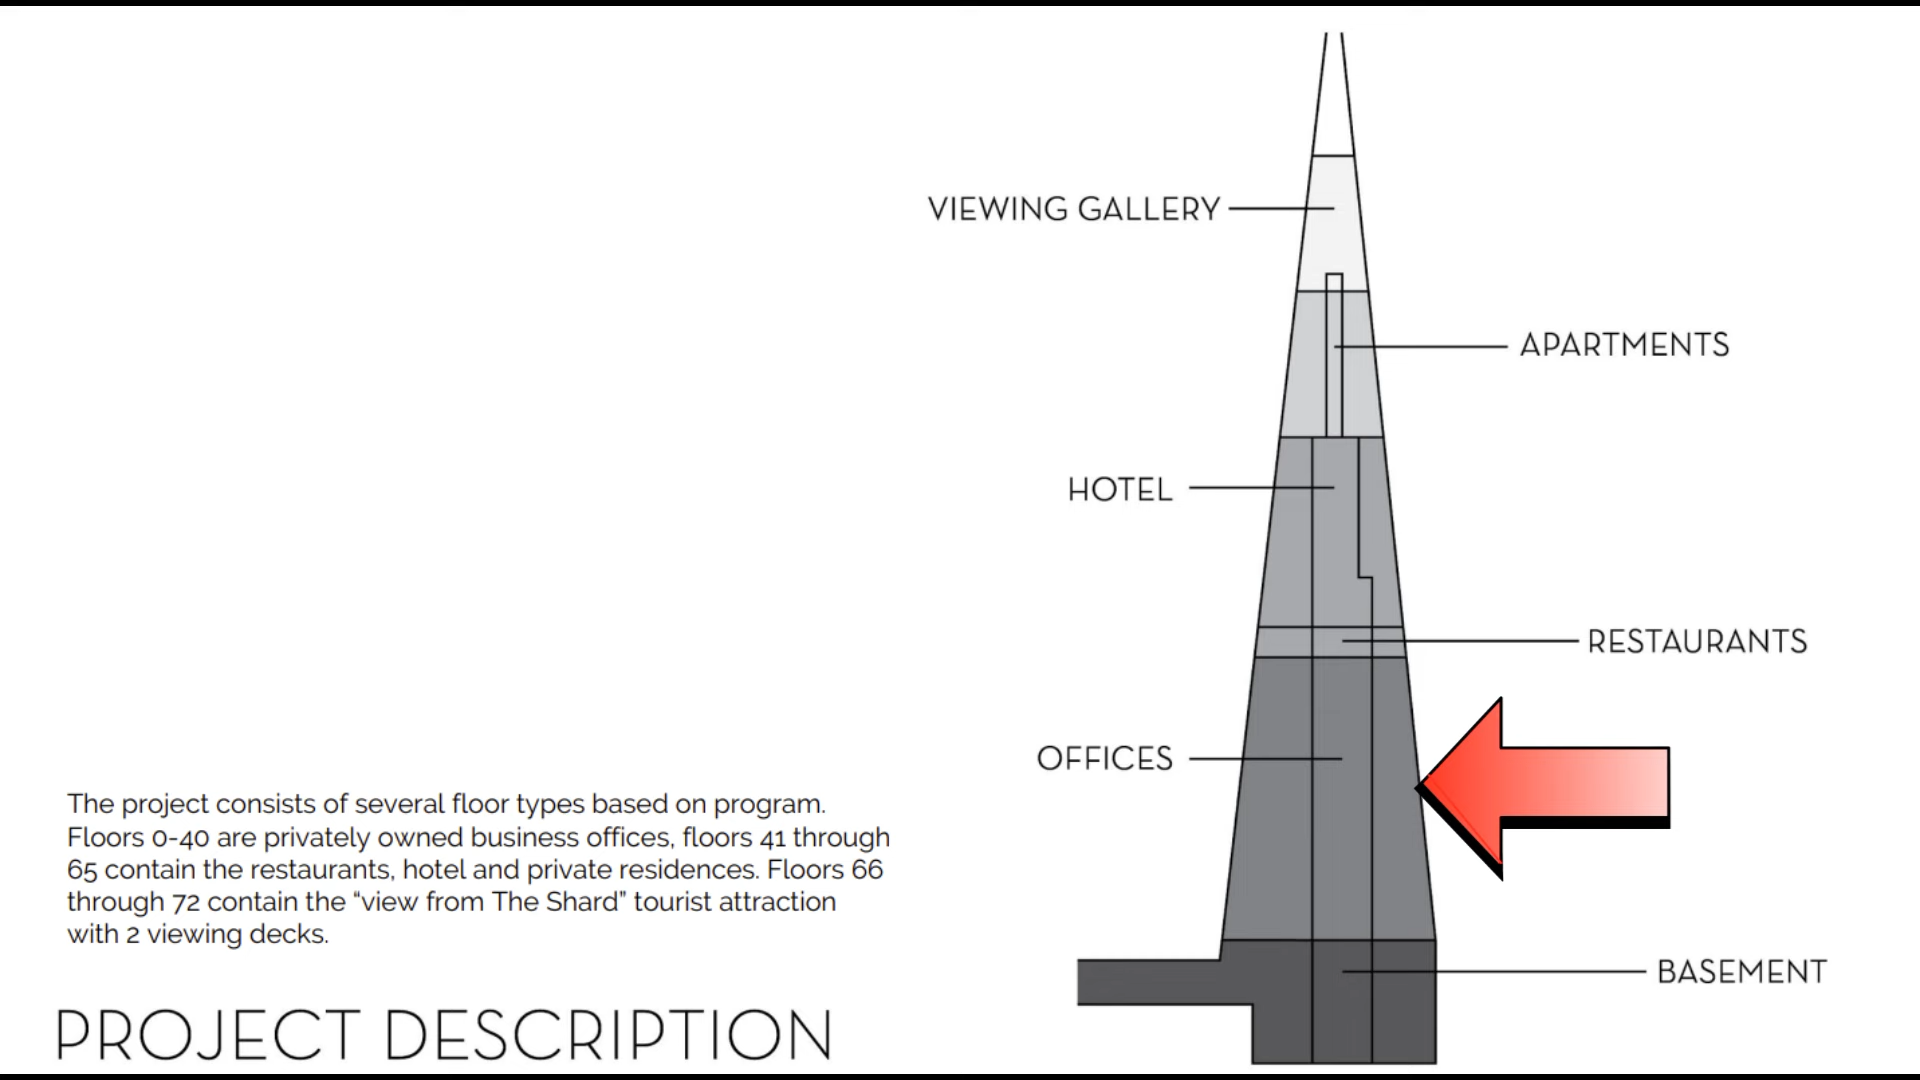 VIEWING GALLERY
APARTMENTS
HOTEL
RESTAURANTS
OFFICES
BASEMENT
The project consists of several floor types based on program.
Floors 0-40 are privately owned business offices, floors 41 through
65 contain the restaurants, hotel and private residences. Floors 66
through 72 contain the “view from The Shard” tourist attraction
with 2 viewing decks.
PROJECT DESCRIPTION